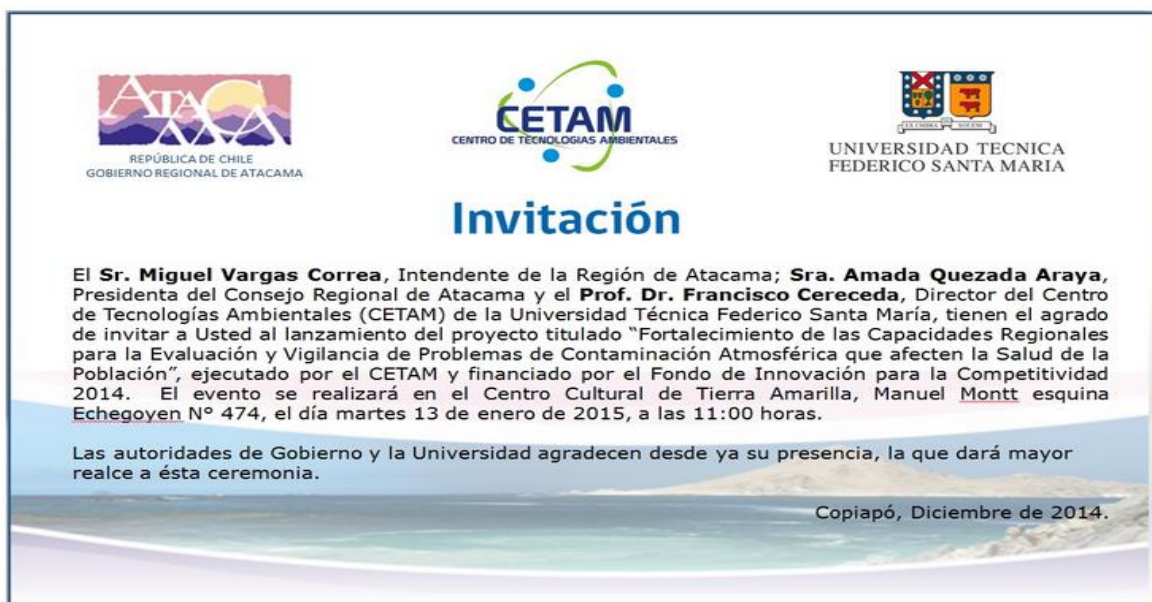 ATACAMA
REPÚBLICA DE CHILE
GOBIERNO REGIONAL DE ATACAMA
CETAM
CENTRO DE TECNOLOGIAS AMBIENTALES
EX UMBRA IN SOLEM
UNIVERSIDAD TECNICA
FEDERICO SANTA MARIA
Invitación
El Sr. Miguel Vargas Correa, Intendente de la Región de Atacama; Sra. Amada Quezada Araya,
Presidenta del Consejo Regional de Atacama y el Prof. Dr. Francisco Cereceda, Director del Centro
de Tecnologías Ambientales (CETAM) de la Universidad Técnica Federico Santa María, tienen el agrado
de invitar a Usted al lanzamiento del proyecto titulado “Fortalecimiento de las Capacidades Regionales
para la Evaluación y Vigilancia de Problemas de Contaminación Atmosférica que afecten la Salud de la
Población”, ejecutado por el CETAM y financiado por el Fondo de Innovación para la Competitividad
2014. El evento se realizará en el Centro Cultural de Tierra Amarilla, Manuel Montt esquina
Echegoyen N° 474, el día martes 13 de enero de 2015, a las 11:00 horas.
Las autoridades de Gobierno y la Universidad agradecen desde ya su presencia, la que dará mayor
realce a ésta ceremonia.
Copiapó, Diciembre de 2014.